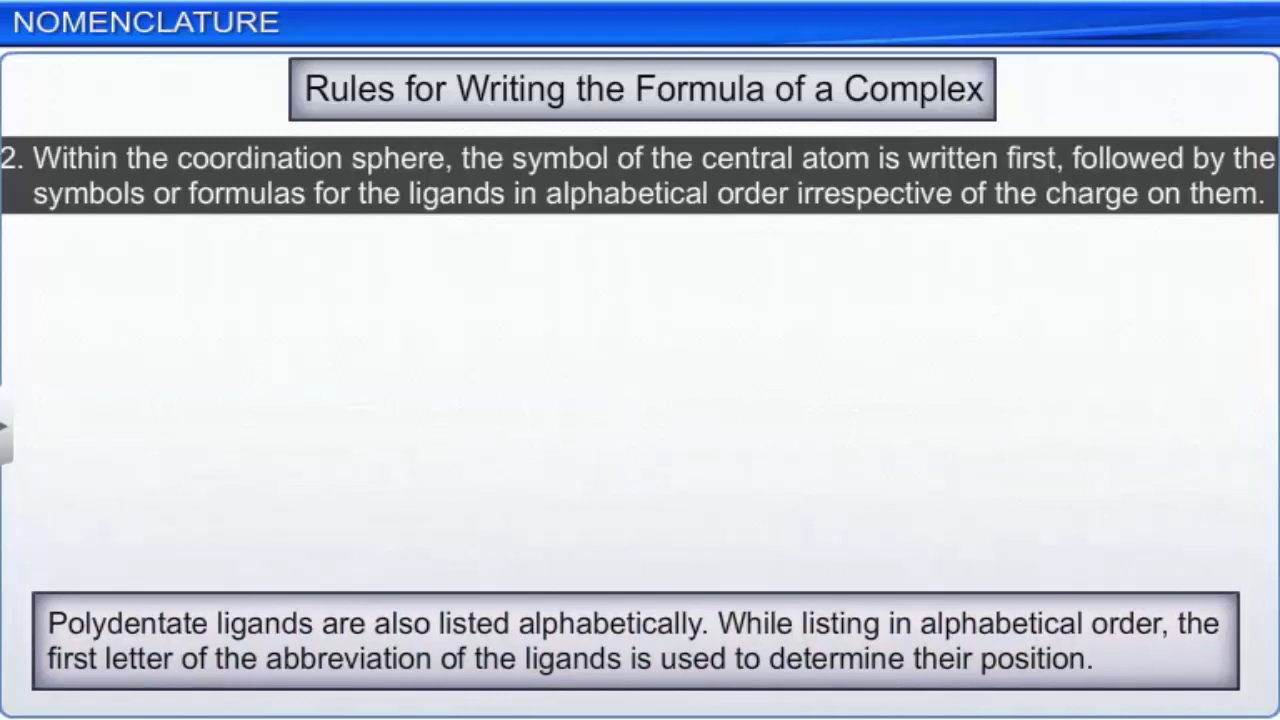 NOMENCLATURE
Rules for Writing the Formula of a Complex
2. Within the coordination sphere, the symbol of the central atom is written first, followed by the
symbols or formulas for the ligands in alphabetical order irrespective of the charge on them.
Polydentate ligands are also listed alphabetically. While listing in alphabetical order, the
first letter of the abbreviation of the ligands is used to determine their position.